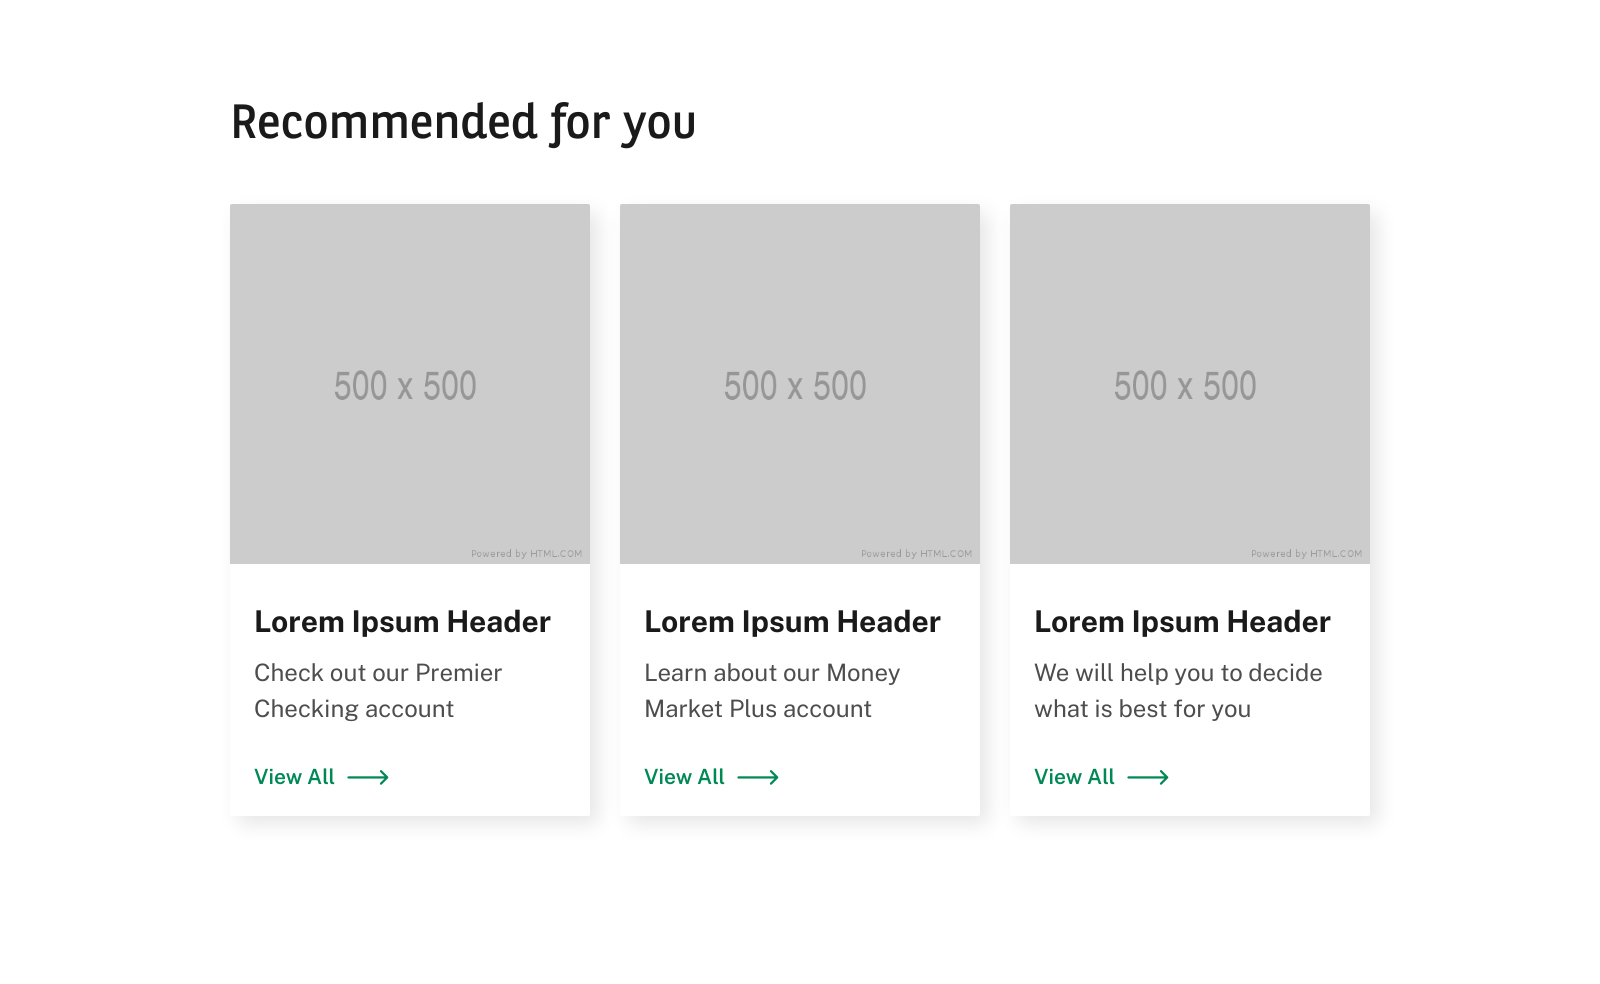 Recommended for you
500 x 500
Powered by HTML.COM
Lorem Ipsum Header
Check out our Premier
Checking account
View All
500 x 500
Powered by HTML.COM
Lorem Ipsum Header
Learn about our Money
Market Plus account
View All
500 x 500
Powered by HTML.COM
Lorem Ipsum Header
We will help you to decide
what is best for you
View All